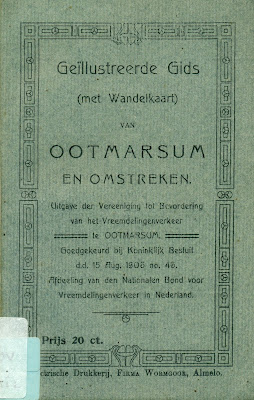 Geïllustreerde Gids
(met Wandelkaart)
VAN
OOTMARSUM
EN OMSTREKEN.
Uitgave der Vereeniging tot Bevordering
van het Vreemdelingenverkeer
te OOTMARSUM.
Goedgekeurd bij Koninklijk Besluit
d.d. 15 Aug. 1908 no. 48.
Afdeeling van den Nationalen Bond voor
Vreemdelingenverkeer in Nederland.
Prijs 20 ct.
Drukkerij, FIRMA WORMGOOR, Almelo.